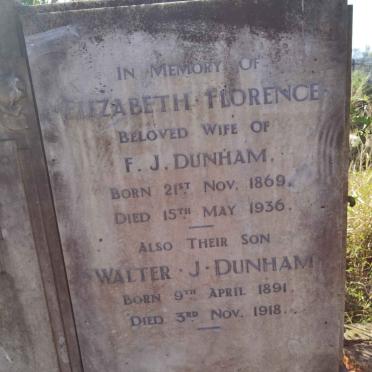 IN MEMORY OF
ELIZABETH · FLORENCE
BELOVED WIFE OF
F. J. DUNHAM.
BORN 21ST NOV. 1869.
DIED 15TH MAY 1936.
ALSO THEIR SON
WALTER · J · DUNHAM
BORN 9TH APRIL 1891.
DIED 3RD NOV. 1918.